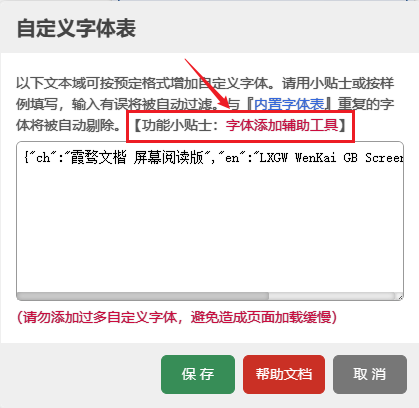 自定义字体表
以下文本域可按预定格式增加自定义字体。请用小贴士或按样
例填写，输入有误将被自动过滤。与『内置字体表』重复的字
体将被自动剔除。【功能小贴士：字体添加辅助工具】
{"ch":"霞鹜文楷 屏幕阅读版","en":"LXGW WenKai GB Screen
(请勿添加过多自定义字体，避免造成页面加载缓慢)
保 存
帮助文档
取 消